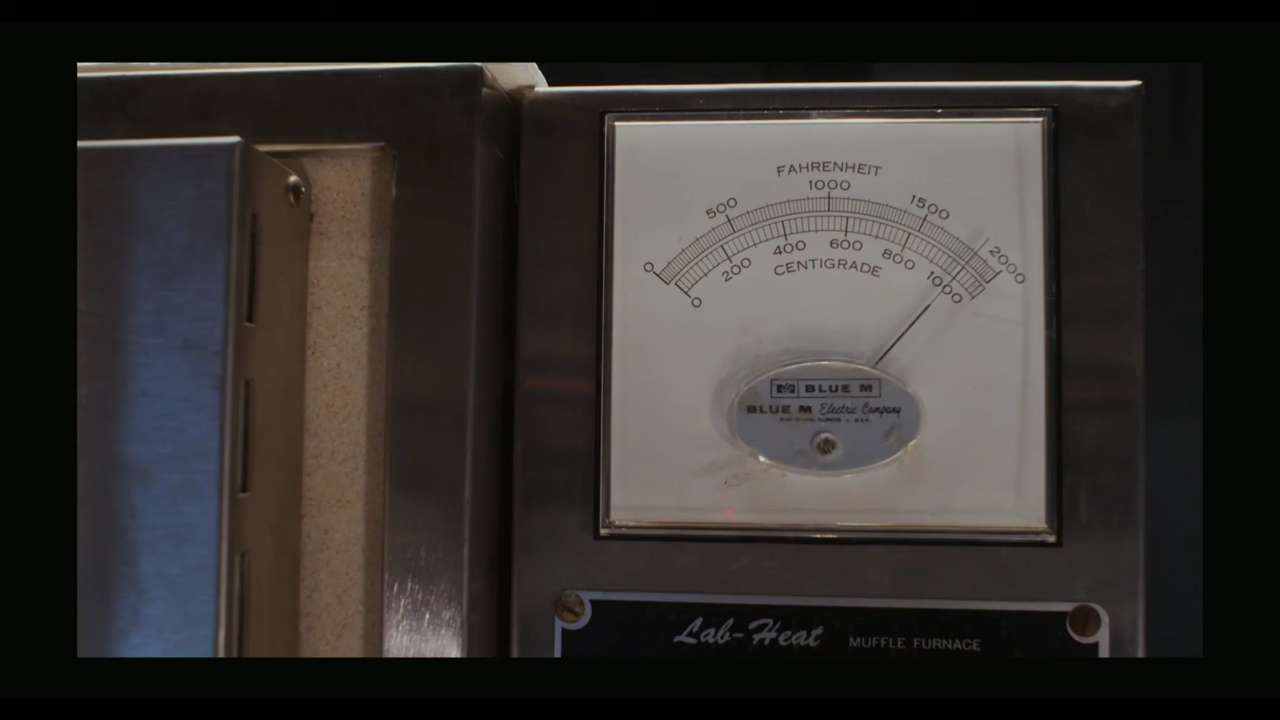 FAHRENHEIT
0 500 1000 1500 2000
0 200 400 600 800 1000
CENTIGRADE
BLUE M
BLUE M Electric Company
Lab-Heat MUFFLE FURNACE